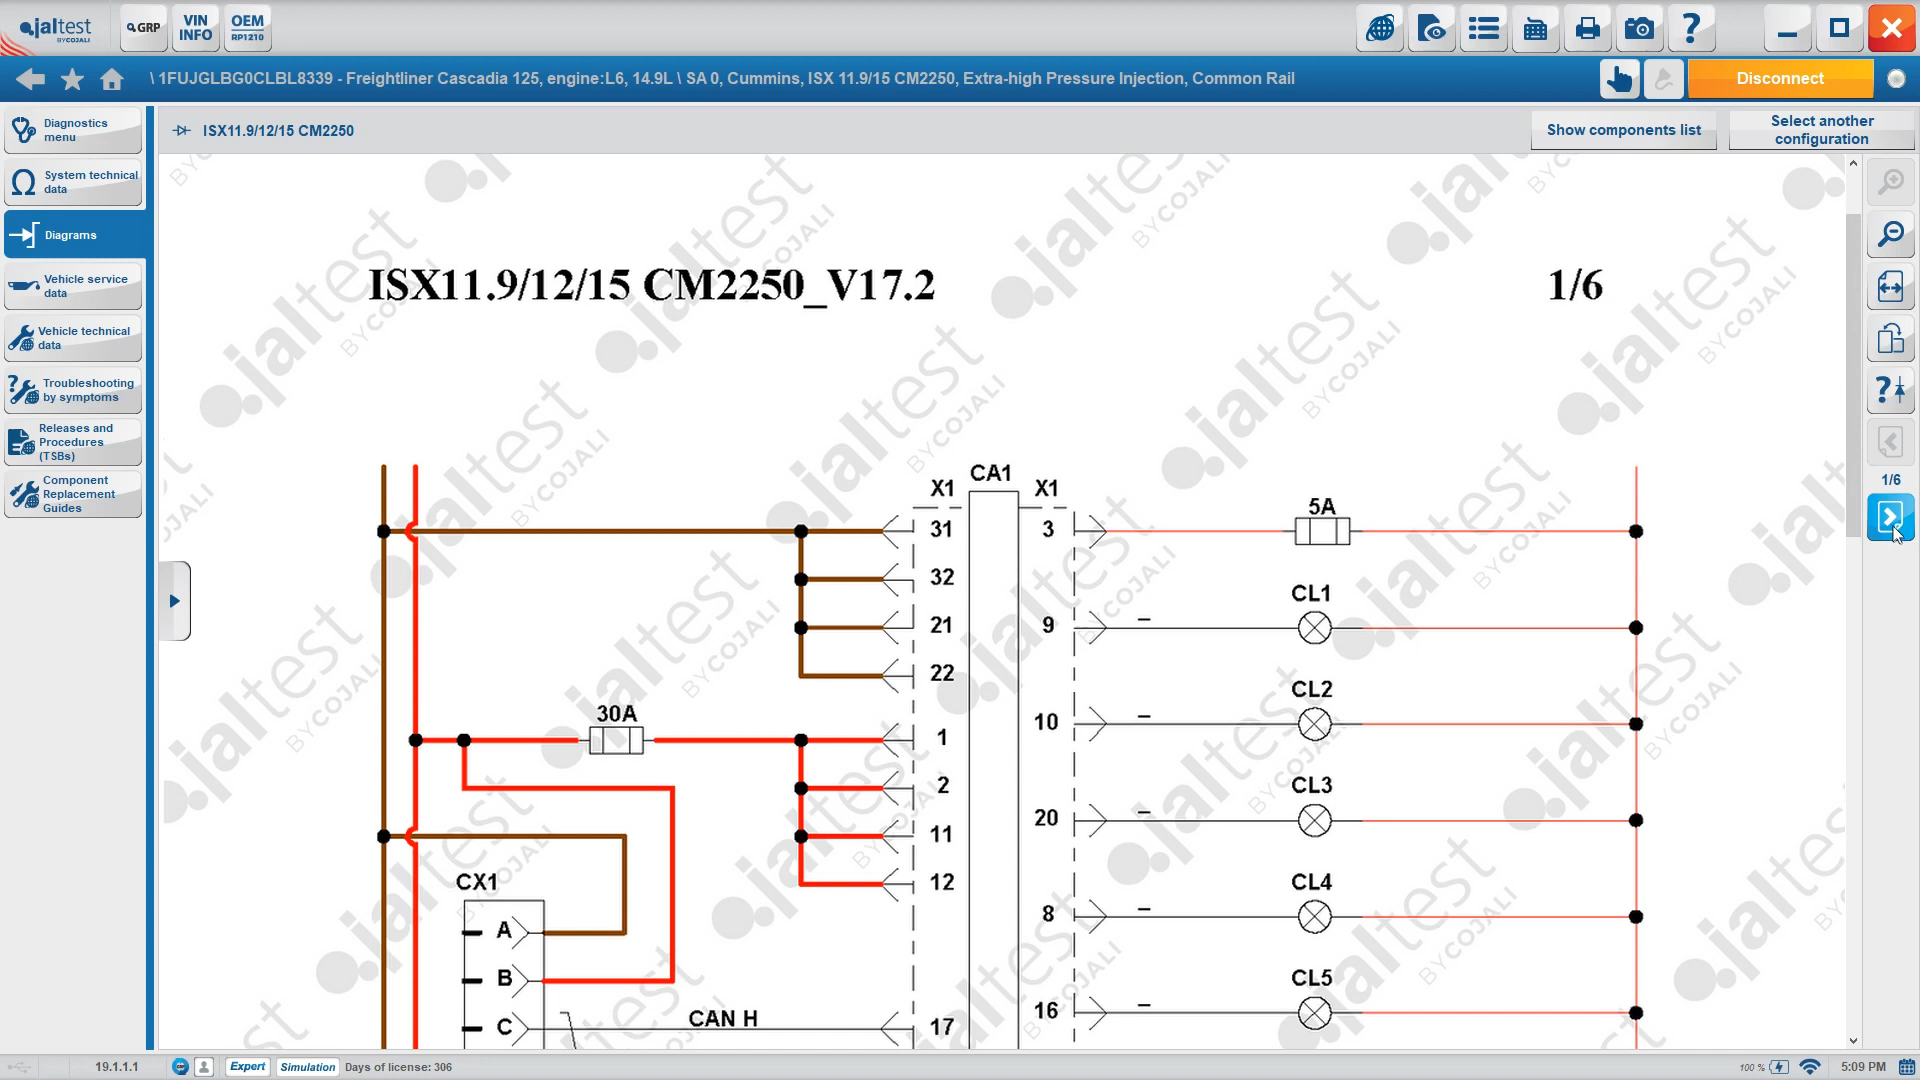 jaltest
BY COJALI
GRP
VIN
INFO
OEM
RP1210
?
\ 1FUJGLBG0CLBL8339 - Freightliner Cascadia 125, engine:L6, 14.9L \ SA 0, Cummins, ISX 11.9/15 CM2250, Extra-high Pressure Injection, Common Rail
Disconnect
Diagnostics
menu
System technical
data
Diagrams
Vehicle service
data
Vehicle technical
data
Troubleshooting
by symptoms
Releases and
Procedures
(TSBs)
Component
Replacement
Guides
ISX11.9/12/15 CM2250
Show components list
Select another
configuration
ISX11.9/12/15 CM2250_V17.2
1/6
CA1
X1
X1
31
32
21
22
30A
1
2
11
12
CX1
A
B
C
CAN H
17
3
5A
9
CL1
10
CL2
20
CL3
8
CL4
16
CL5
?
1/6
jaltest
BYCOJALI
19.1.1.1
Expert
Simulation
Days of license: 306
100 %
5:09 PM